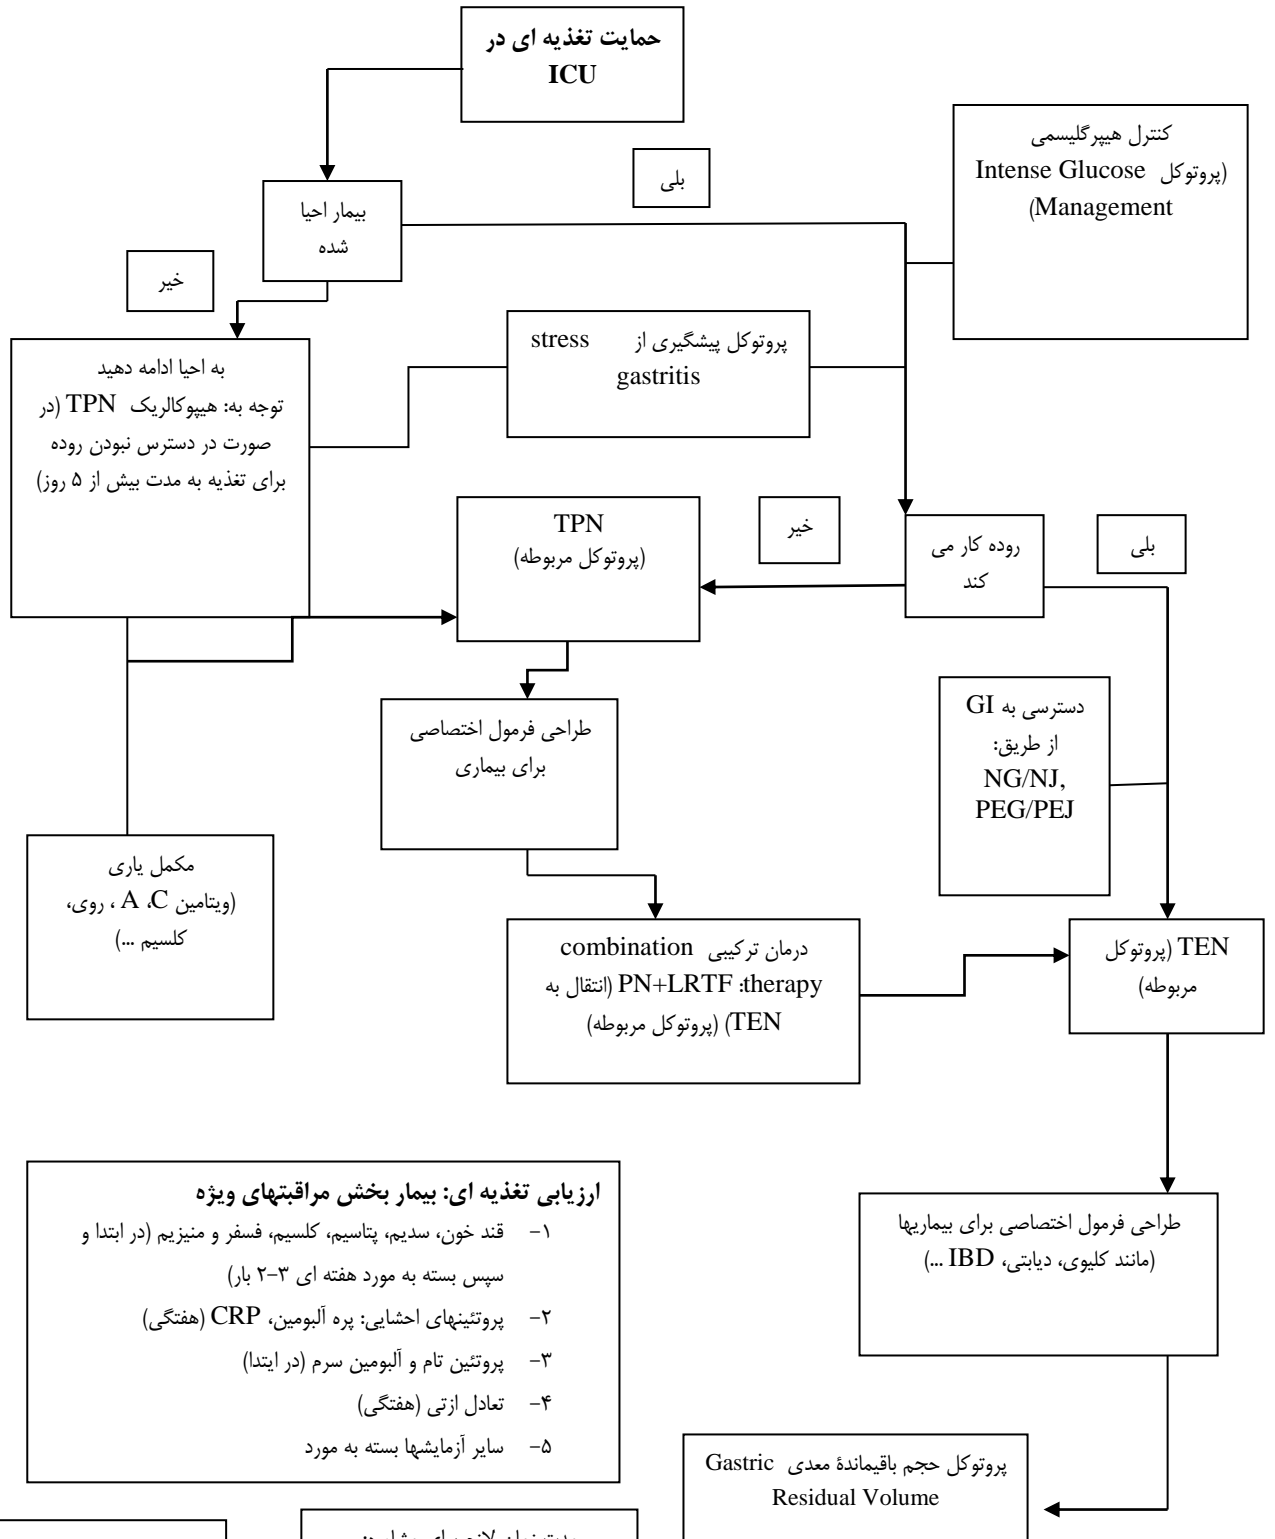 حمایت تغذیه ای در
ICU
کنترل هیپرگلیسمی
(پروتوکل Intense Glucose
Management)
بلی
بیمار احیا
شده
خیر
پروتوکل پیشگیری از stress
gastritis
به احیا ادامه دهید
توجه به: هیپوکالریک TPN (در
صورت در دسترس نبودن روده
برای تغذیه به مدت بیش از ۵ روز)
TPN
(پروتوکل مربوطه)
خیر
روده کار می
کند
بلی
دسترسی به GI
از طریق:
NG/NJ,
PEG/PEJ
طراحی فرمول اختصاصی
برای بیماری
مکمل یاری
(ویتامین A ،C ، روی،
کلسیم ...)
درمان ترکیبی combination
therapy: PN+LRTF (انتقال به
TEN) (پروتوکل مربوطه)
TEN (پروتوکل
مربوطه)
ارزیابی تغذیه ای: بیمار بخش مراقبتهای ویژه
۱- قند خون، سدیم، پتاسیم، کلسیم، فسفر و منیزیم (در ابتدا و
سپس بسته به مورد هفته ای ۳-۲ بار)
۲- پروتئینهای احشایی: پره آلبومین، CRP (هفتگی)
۳- پروتئین تام و آلبومین سرم (در ایتدا)
۴- تعادل ازتی (هفتگی)
۵- سایر آزمایشها بسته به مورد
طراحی فرمول اختصاصی برای بیماریها
(مانند کلیوی، دیابتی، IBD ...)
پروتوکل حجم باقیماندۀ معدی Gastric
Residual Volume